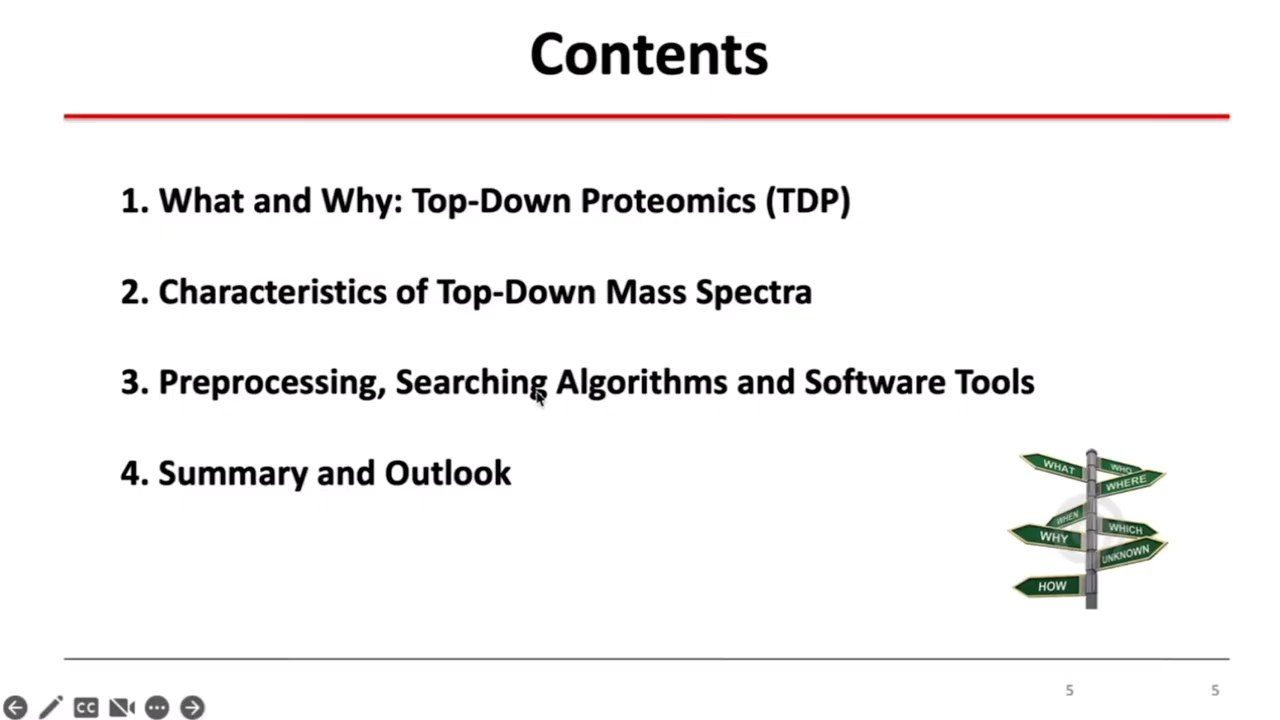 Contents
1. What and Why: Top-Down Proteomics (TDP)
2. Characteristics of Top-Down Mass Spectra
3. Preprocessing, Searching Algorithms and Software Tools
4. Summary and Outlook
WHAT
WHO
WHERE
WHEN
WHICH
WHY
UNKNOWN
HOW
5 5
CC